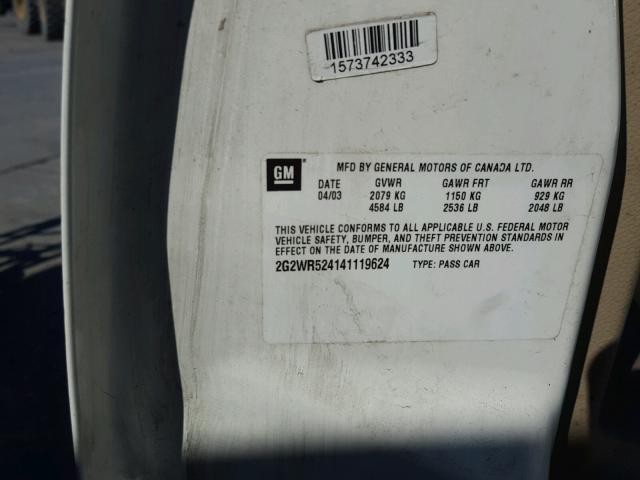 1573742333
GM
MFD BY GENERAL MOTORS OF CANADA LTD.
DATE GVWR GAWR FRT GAWR RR
04/03 2079 KG 1150 KG 929 KG
4584 LB 2536 LB 2048 LB
THIS VEHICLE CONFORMS TO ALL APPLICABLE U.S. FEDERAL MOTOR
VEHICLE SAFETY, BUMPER, AND THEFT PREVENTION STANDARDS IN
EFFECT ON THE DATE OF MANUFACTURE SHOWN ABOVE.
2G2WR524141119624 TYPE: PASS CAR